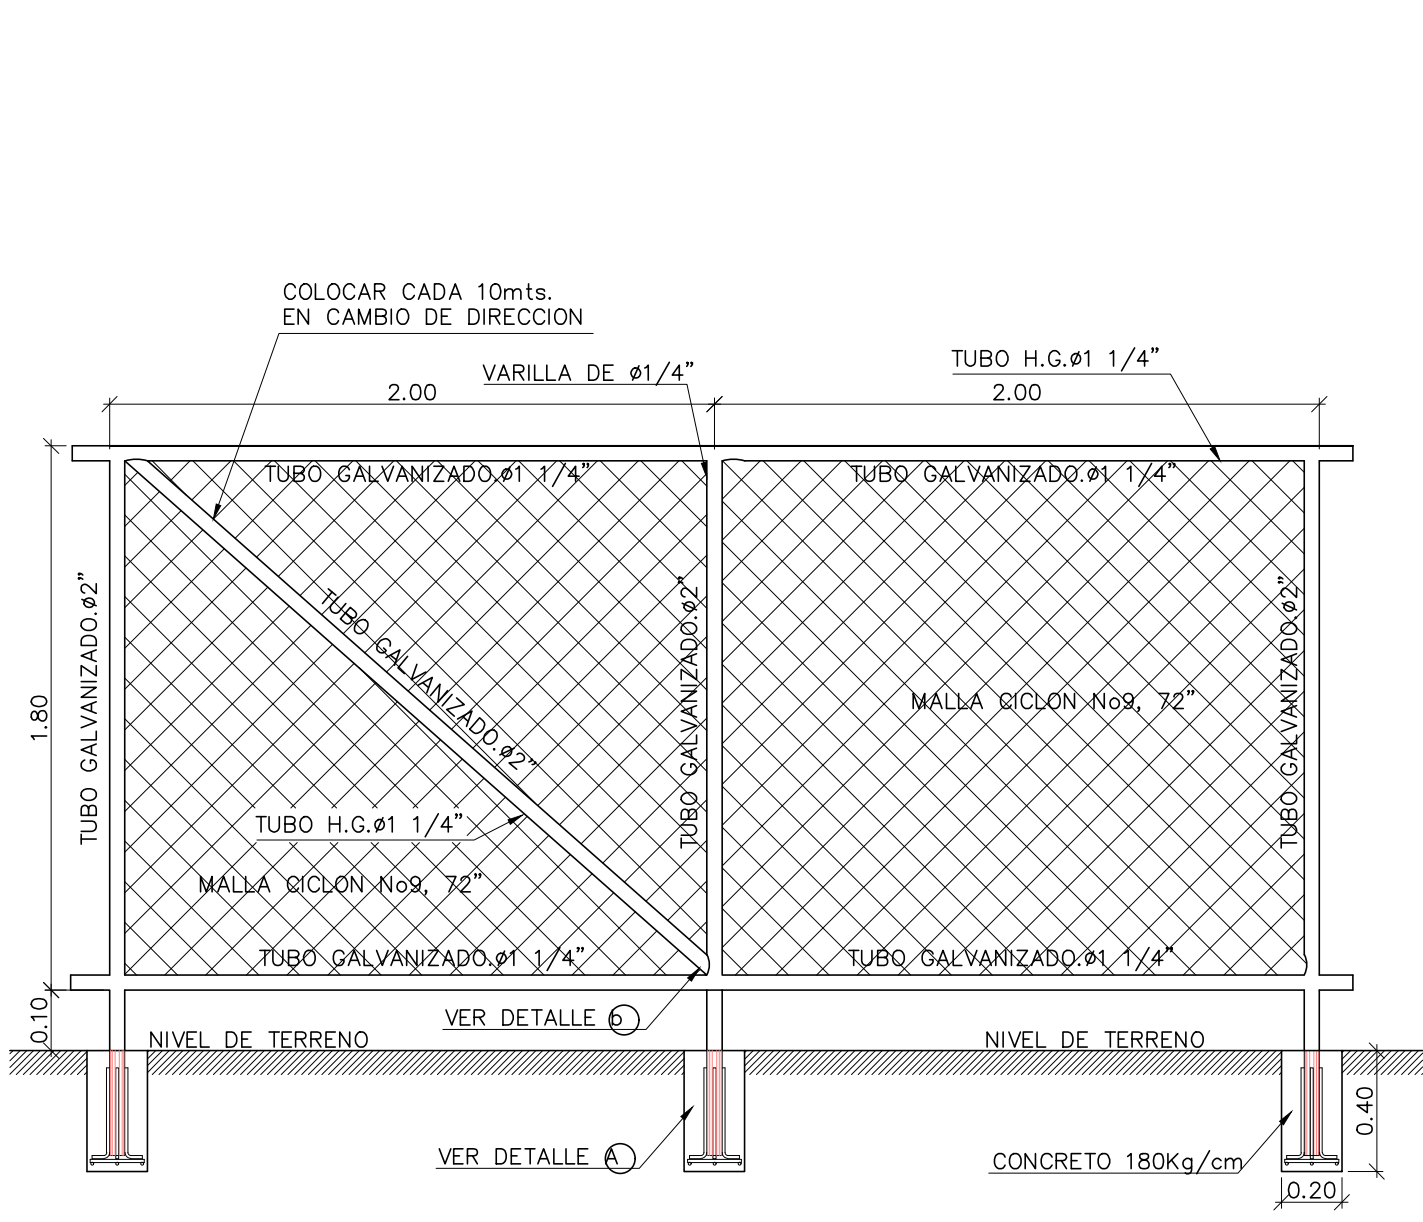 COLOCAR CADA 10mts.
EN CAMBIO DE DIRECCION
VARILLA DE ø1/4”
TUBO H.G.ø1 1/4”
2.00
2.00
TUBO GALVANIZADO.ø1 1/4”
TUBO GALVANIZADO.ø1 1/4”
1.80
TUBO GALVANIZADO.ø2”
TUBO GALVANIZADO.ø2”
TUBO GALVANIZADO.ø2”
TUBO GALVANIZADO.ø2”
MALLA CICLON No9, 72”
TUBO H.G.ø1 1/4”
MALLA CICLON No9, 72”
TUBO GALVANIZADO.ø1 1/4”
TUBO GALVANIZADO.ø1 1/4”
0.10
VER DETALLE b
NIVEL DE TERRENO
NIVEL DE TERRENO
0.40
VER DETALLE A
CONCRETO 180Kg/cm
0.20